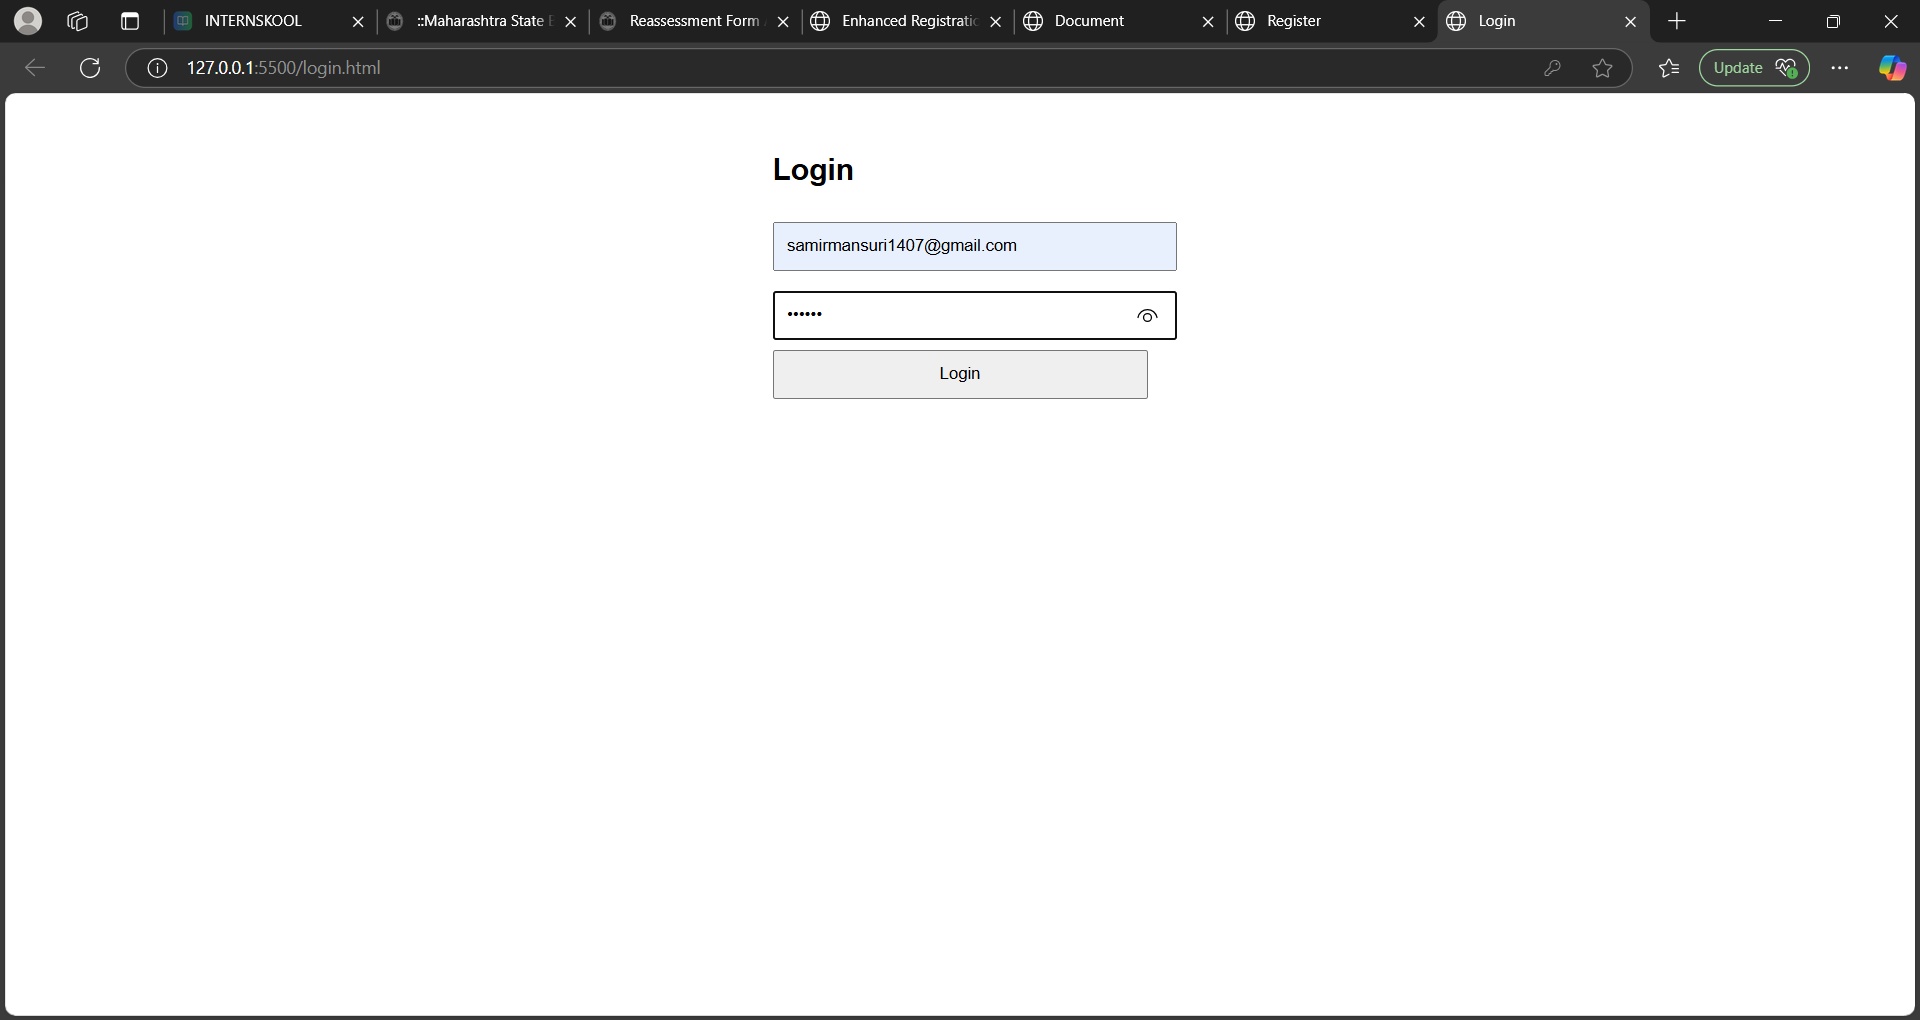 INTERNSKOOL
::Maharashtra State
Reassessment Form
Enhanced Registratic
Document
Register
Login
127.0.0.1:5500/login.html
Update
Login
samirmansuri1407@gmail.com
••••••
Login